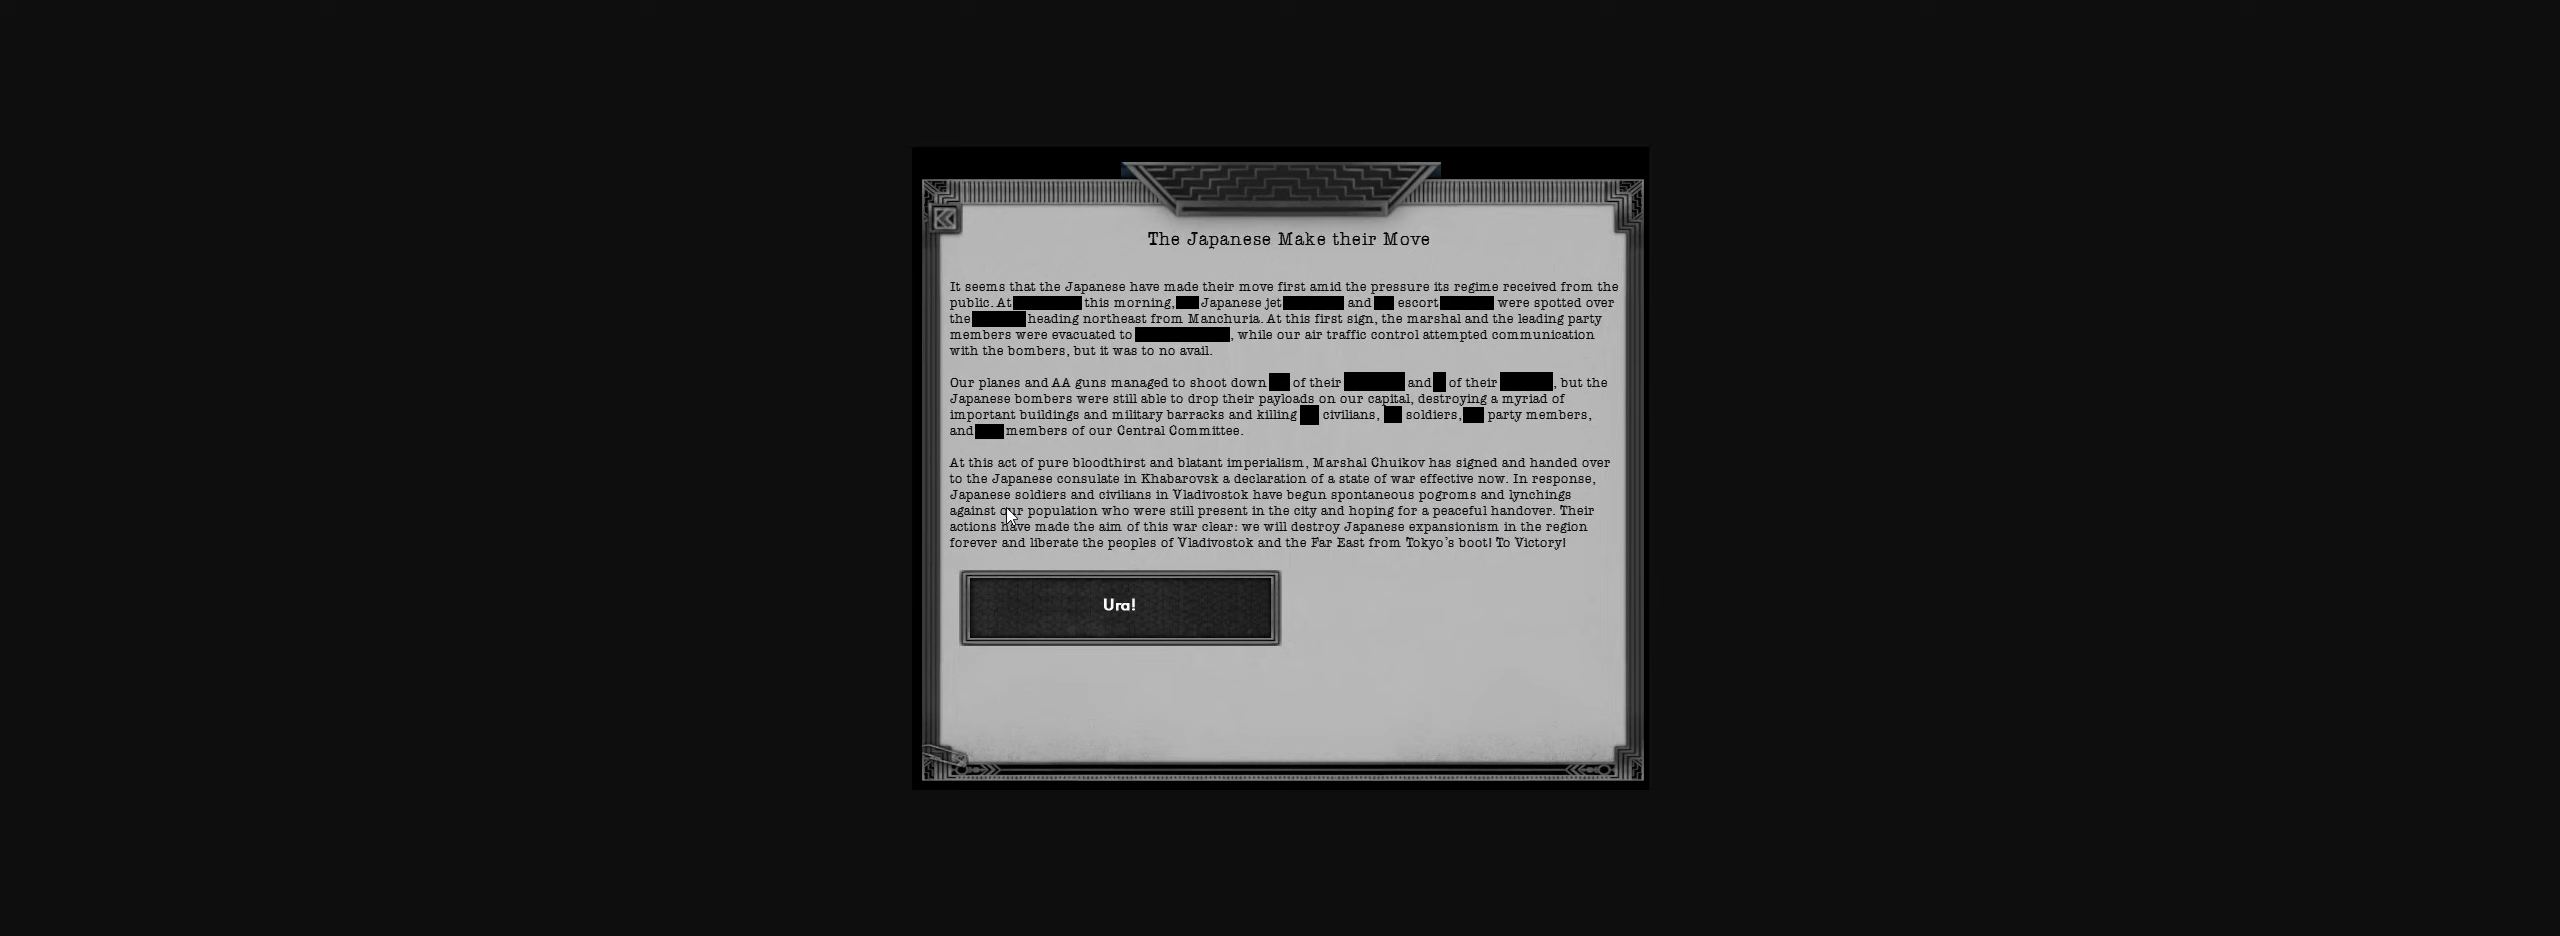 The Japanese Make their Move
It seems that the Japanese have made their move first amid the pressure its regime received from the
public. At this morning, Japanese jet and escort were spotted over
the heading northeast from Manchuria. At this first sign, the marshal and the leading party
members were evacuated to , while our air traffic control attempted communication
with the bombers, but it was to no avail.
Our planes and AA guns managed to shoot down of their and of their , but the
Japanese bombers were still able to drop their payloads on our capital, destroying a myriad of
important buildings and military barracks and killing civilians, soldiers, party members,
and members of our Central Committee.
At this act of pure bloodthirst and blatant imperialism, Marshal Chuikov has signed and handed over
to the Japanese consulate in Khabarovsk a declaration of a state of war effective now. In response,
Japanese soldiers and civilians in Vladivostok have begun spontaneous pogroms and lynchings
against our population who were still present in the city and hoping for a peaceful handover. Their
actions have made the aim of this war clear: we will destroy Japanese expansionism in the region
forever and liberate the peoples of Vladivostok and the Far East from Tokyo's boot! To Victory!
Ura!